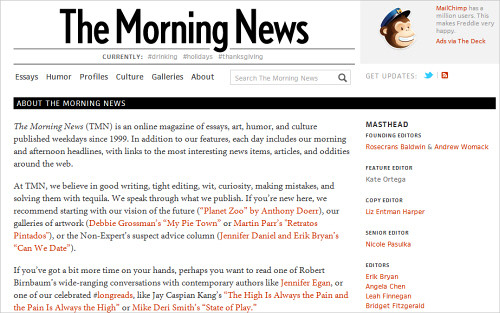 The Morning News
CURRENTLY: #drinking #holidays #thanksgiving
MailChimp has a
million users. This
makes Freddie very
happy.
Ads via The Deck
Essays Humor Profiles Culture Galleries About
Search The Morning News
GET UPDATES:
ABOUT THE MORNING NEWS
The Morning News (TMN) is an online magazine of essays, art, humor, and culture
published weekdays since 1999. In addition to our features, each day includes our morning
and afternoon headlines, with links to the most interesting news items, articles, and oddities
around the web.
At TMN, we believe in good writing, tight editing, wit, curiosity, making mistakes, and
solving them with tequila. We speak through what we publish. If you're new here, we
recommend starting with our vision of the future ("Planet Zoo" by Anthony Doerr), our
galleries of artwork (Debbie Grossman's "My Pie Town" or Martin Parr's "Retratos
Pintados"), or the Non-Expert's suspect advice column (Jennifer Daniel and Erik Bryan's
"Can We Date").
If you've got a bit more time on your hands, perhaps you want to read one of Robert
Birnbaum's wide-ranging conversations with contemporary authors like Jennifer Egan, or
one of our celebrated #longreads, like Jay Caspian Kang's "The High Is Always the Pain and
the Pain Is Always the High" or Mike Deri Smith's "State of Play."
MASTHEAD
FOUNDING EDITORS
Rosecrans Baldwin & Andrew Womack
FEATURE EDITOR
Kate Ortega
COPY EDITOR
Liz Entman Harper
SENIOR EDITOR
Nicole Pasulka
EDITORS
Erik Bryan
Angela Chen
Leah Finnegan
Bridget Fitzgerald